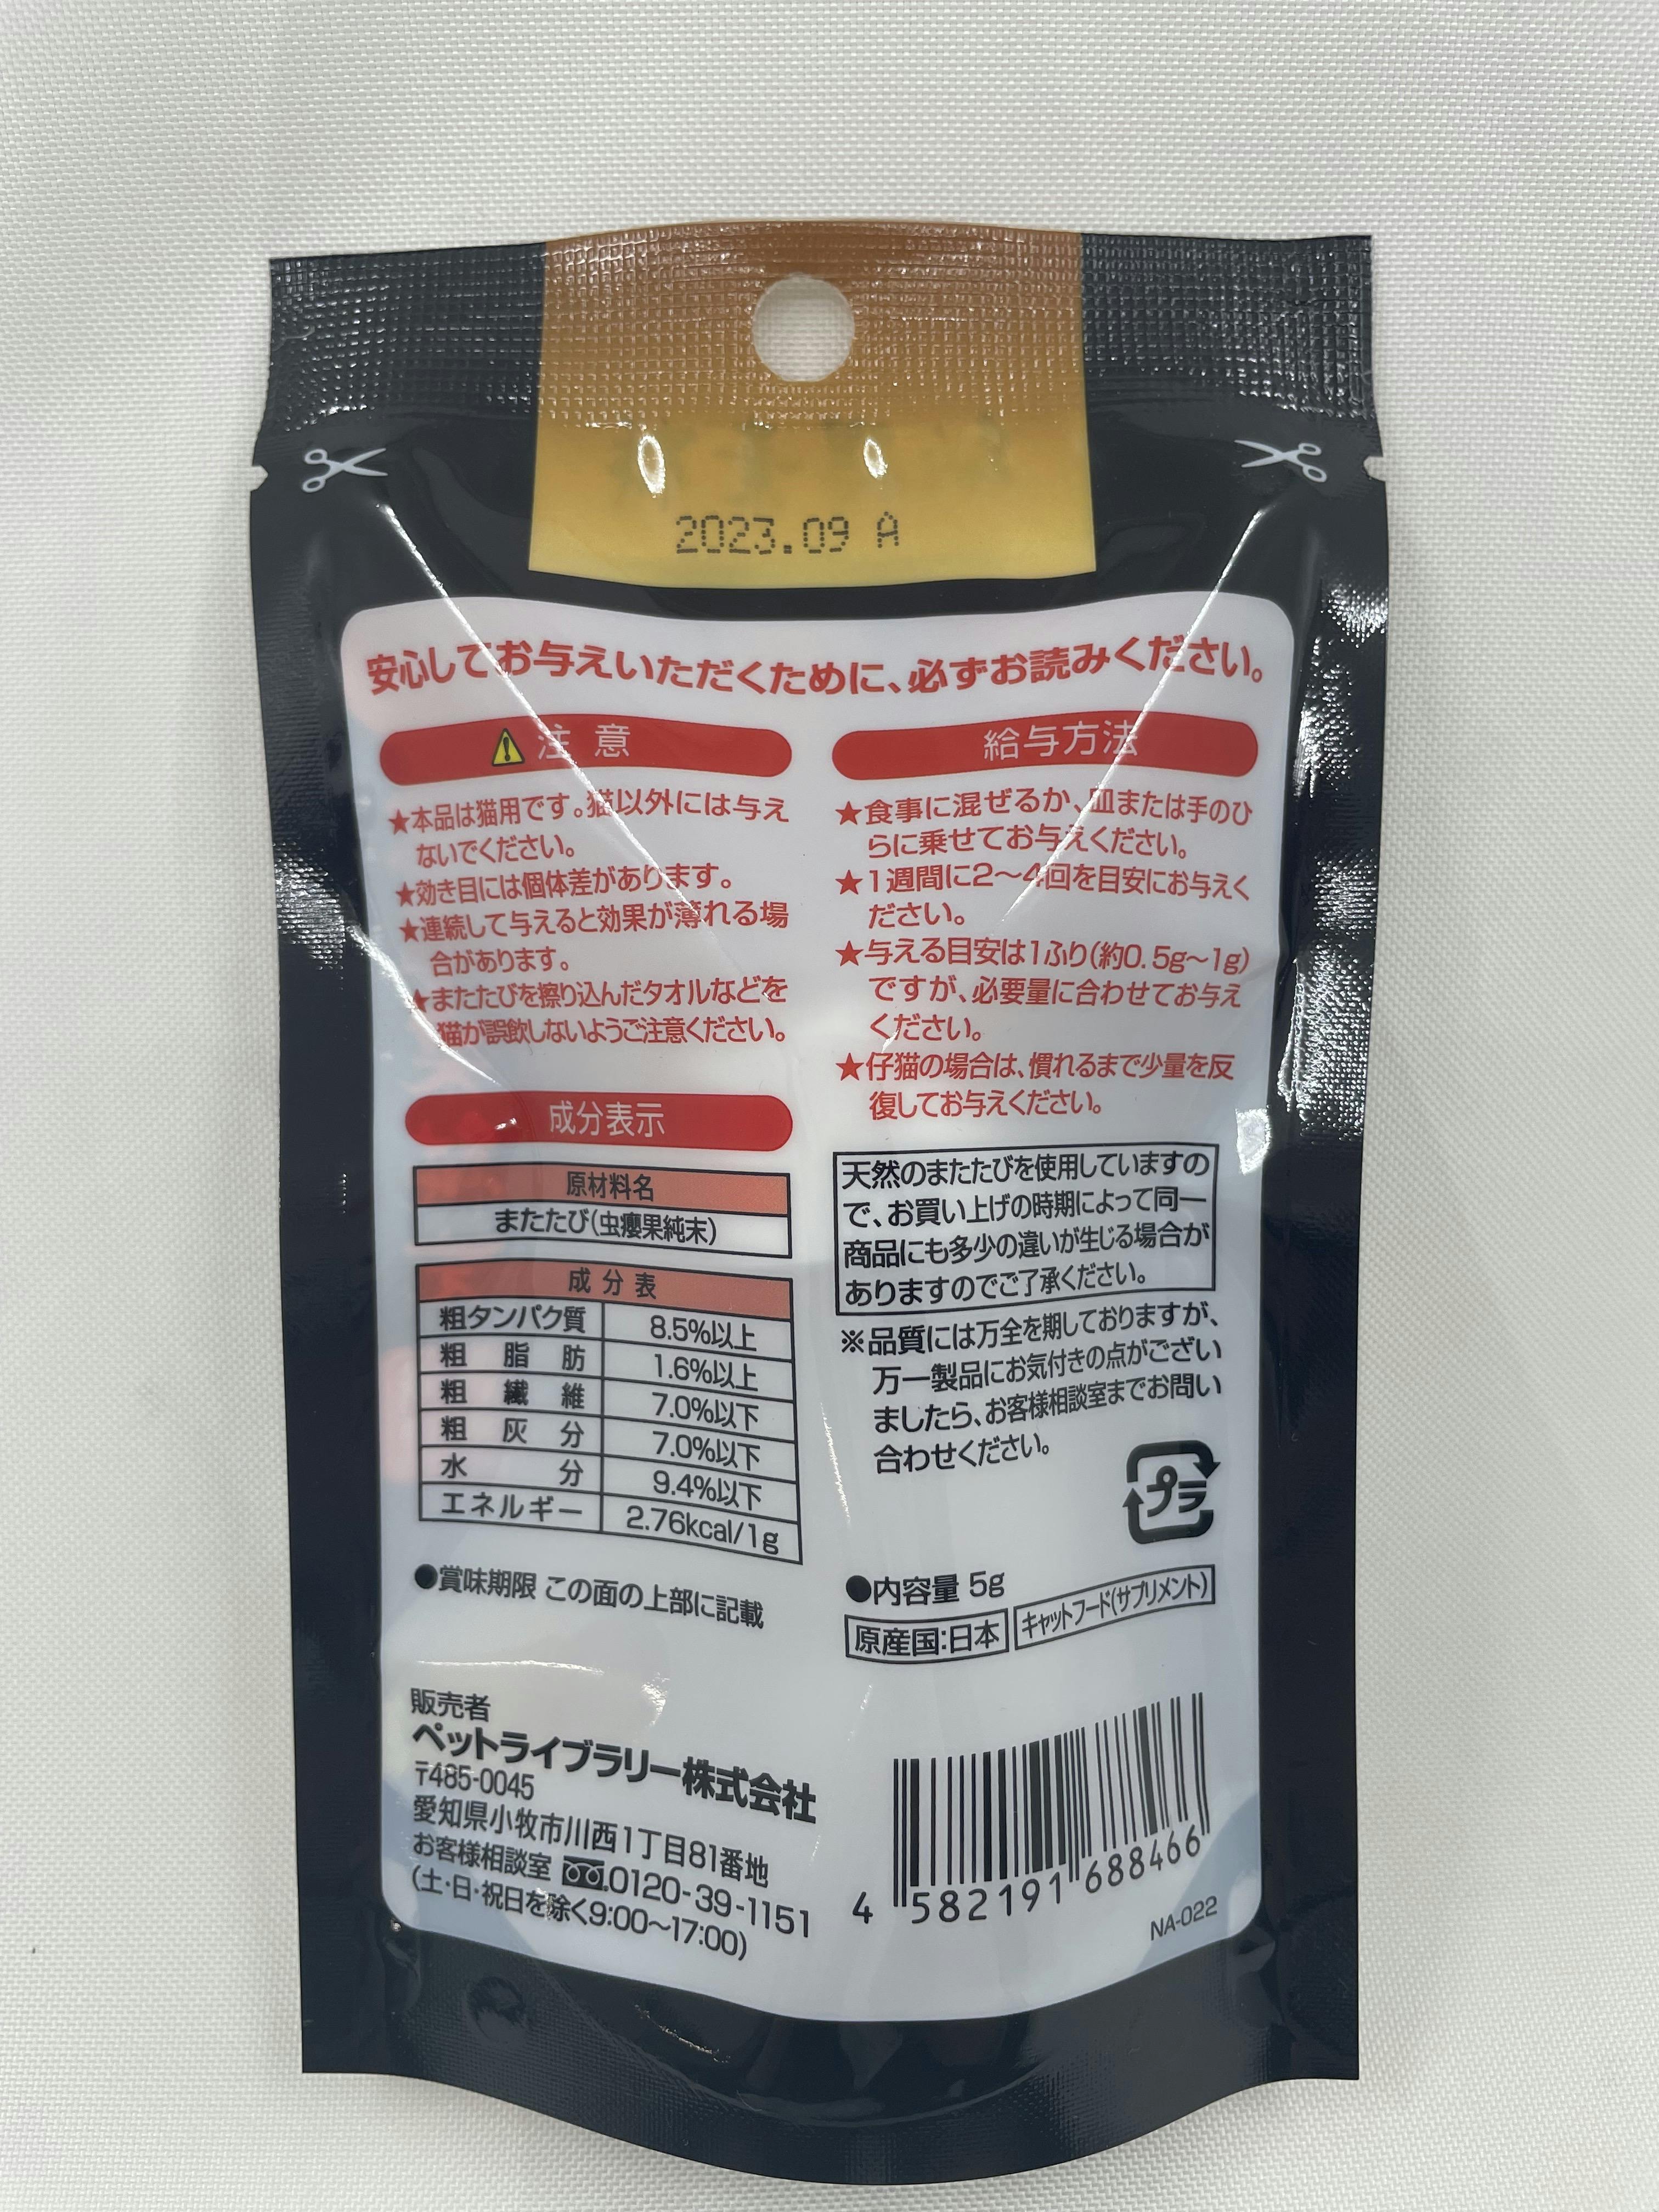 2023.09 A
安心してお与えいただくために、必ずお読みください。
注意
★本品は猫用です。猫以外には与え
ないでください。
★効き目には個体差があります。
★連続して与えると効果が薄れる場
合があります。
★またたびを擦り込んだタオルなどを
猫が誤飲しないようご注意ください。
成分表示
原材料名
またたび(虫癭果純末)
成分表
粗タンパク質 8.5%以上
粗脂肪 1.6%以上
粗繊維 7.0%以下
粗灰分 7.0%以下
水分 9.4%以下
エネルギー 2.76kcal/1g
●賞味期限 この面の上部に記載
販売者
ペットライブラリー株式会社
〒485-0045
愛知県小牧市川西1丁目81番地
お客様相談室 0120-39-1151
(土・日・祝日を除く9:00〜17:00)
給与方法
★食事に混ぜるか、皿または手のひ
らに乗せてお与えください。
★1週間に2〜4回を目安にお与えく
ださい。
★与える目安は1ふり(約0.5g〜1g)
ですが、必要量に合わせてお与え
ください。
★仔猫の場合は、慣れるまで少量を反
復してお与えください。
天然のまたたびを使用していますの
で、お買い上げの時期によって同一
商品にも多少の違いが生じる場合が
ありますのでご了承ください。
※品質には万全を期しておりますが、
万一製品にお気付きの点がござい
ましたら、お客様相談室までお問い
合わせください。
プラ
●内容量 5g
原産国:日本 キャットフード(サプリメント)
4 582191 688466
NA-022